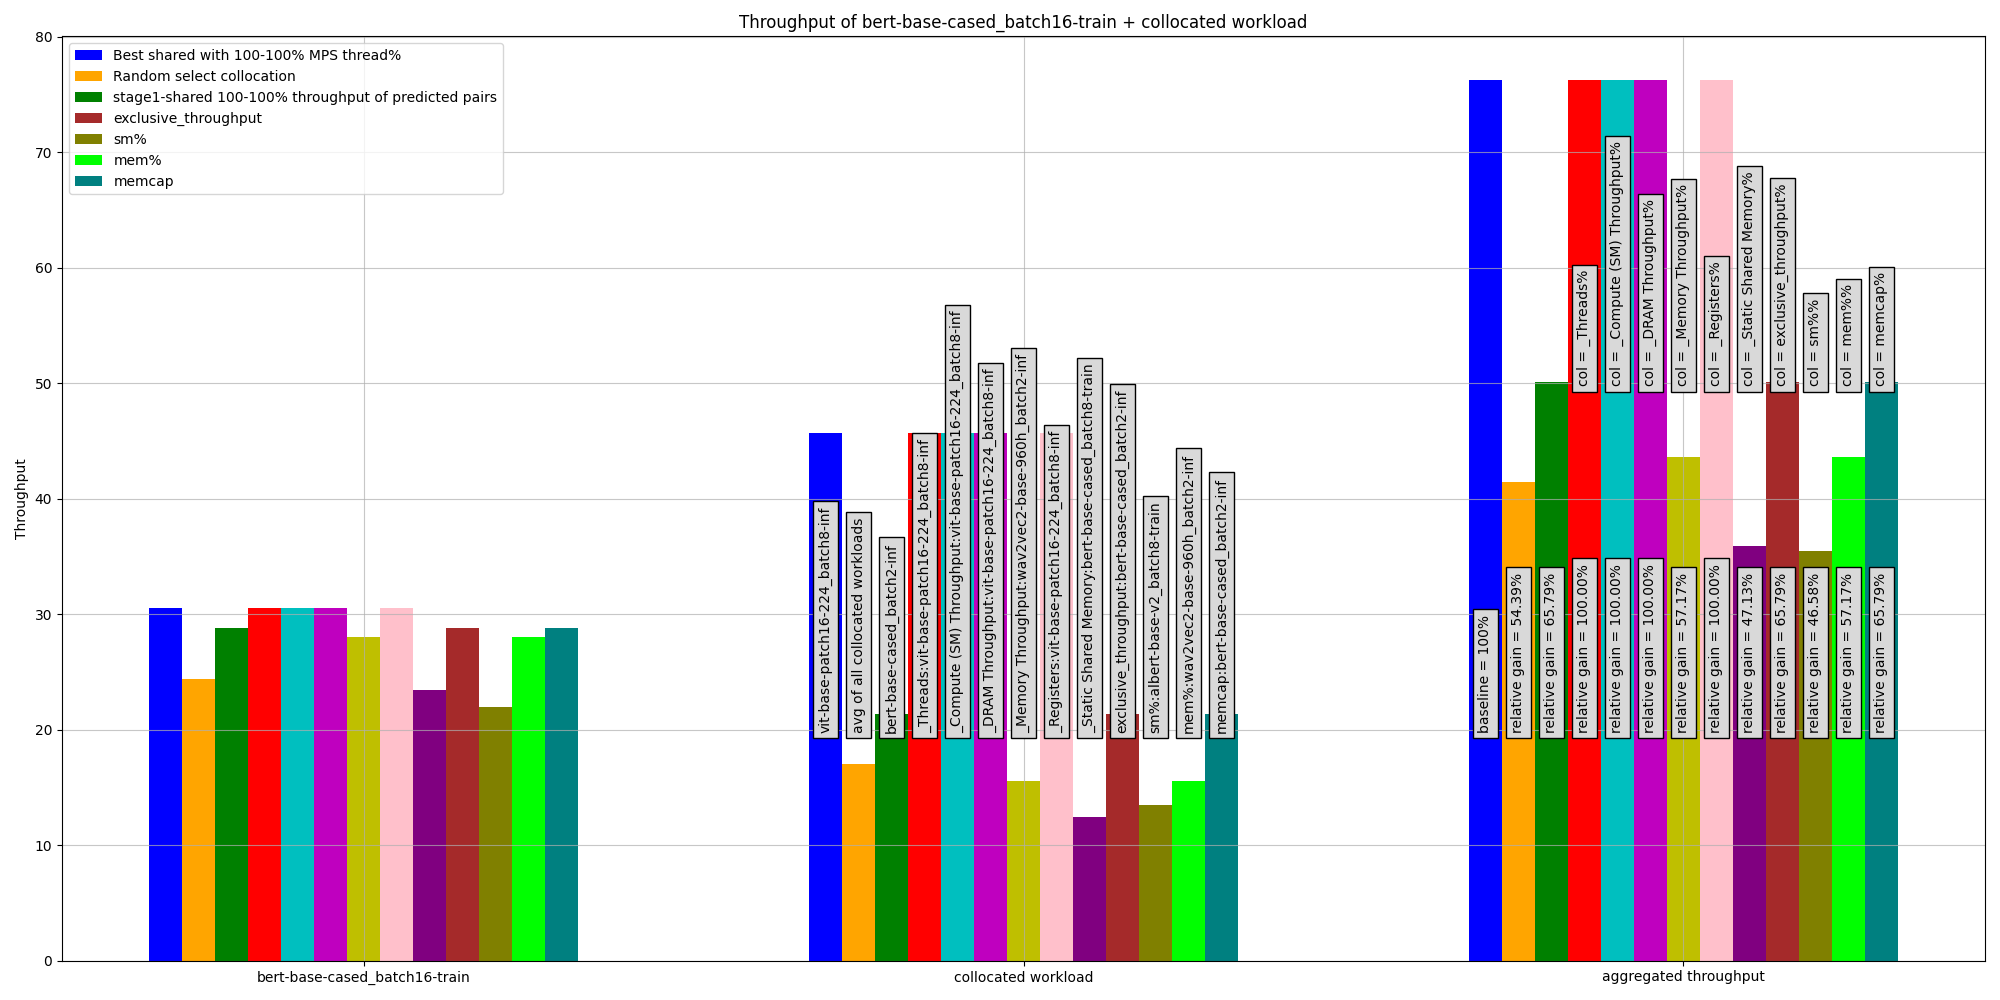 Throughput of bert-base-cased_batch16-train + collocated workload
Best shared with 100-100% MPS thread%
Random select collocation
stage1-shared 100-100% throughput of predicted pairs
exclusive_throughput
sm%
mem%
memcap
Throughput
80
70
60
50
40
30
20
10
0
vit-base-patch16-224_batch8-inf
avg of all collocated workloads
bert-base-cased_batch2-inf
_Threads:vit-base-patch16-224_batch8-inf
_Compute (SM) Throughput:vit-base-patch16-224_batch8-inf
_DRAM Throughput:vit-base-patch16-224_batch8-inf
_Memory Throughput:wav2vec2-base-960h_batch2-inf
_Registers:vit-base-patch16-224_batch8-inf
_Static Shared Memory:bert-base-cased_batch8-train
exclusive_throughput:bert-base-cased_batch2-inf
sm%:albert-base-v2_batch8-train
mem%:wav2vec2-base-960h_batch2-inf
memcap:bert-base-cased_batch2-inf
col = _Threads%
col = _Compute (SM) Throughput%
col = _DRAM Throughput%
col = _Memory Throughput%
col = _Registers%
col = _Static Shared Memory%
col = exclusive_throughput%
col = sm%%
col = mem%%
col = memcap%
baseline = 100%
relative gain = 54.39%
relative gain = 65.79%
relative gain = 100.00%
relative gain = 100.00%
relative gain = 100.00%
relative gain = 57.17%
relative gain = 100.00%
relative gain = 47.13%
relative gain = 65.79%
relative gain = 46.58%
relative gain = 57.17%
relative gain = 65.79%
bert-base-cased_batch16-train
collocated workload
aggregated throughput